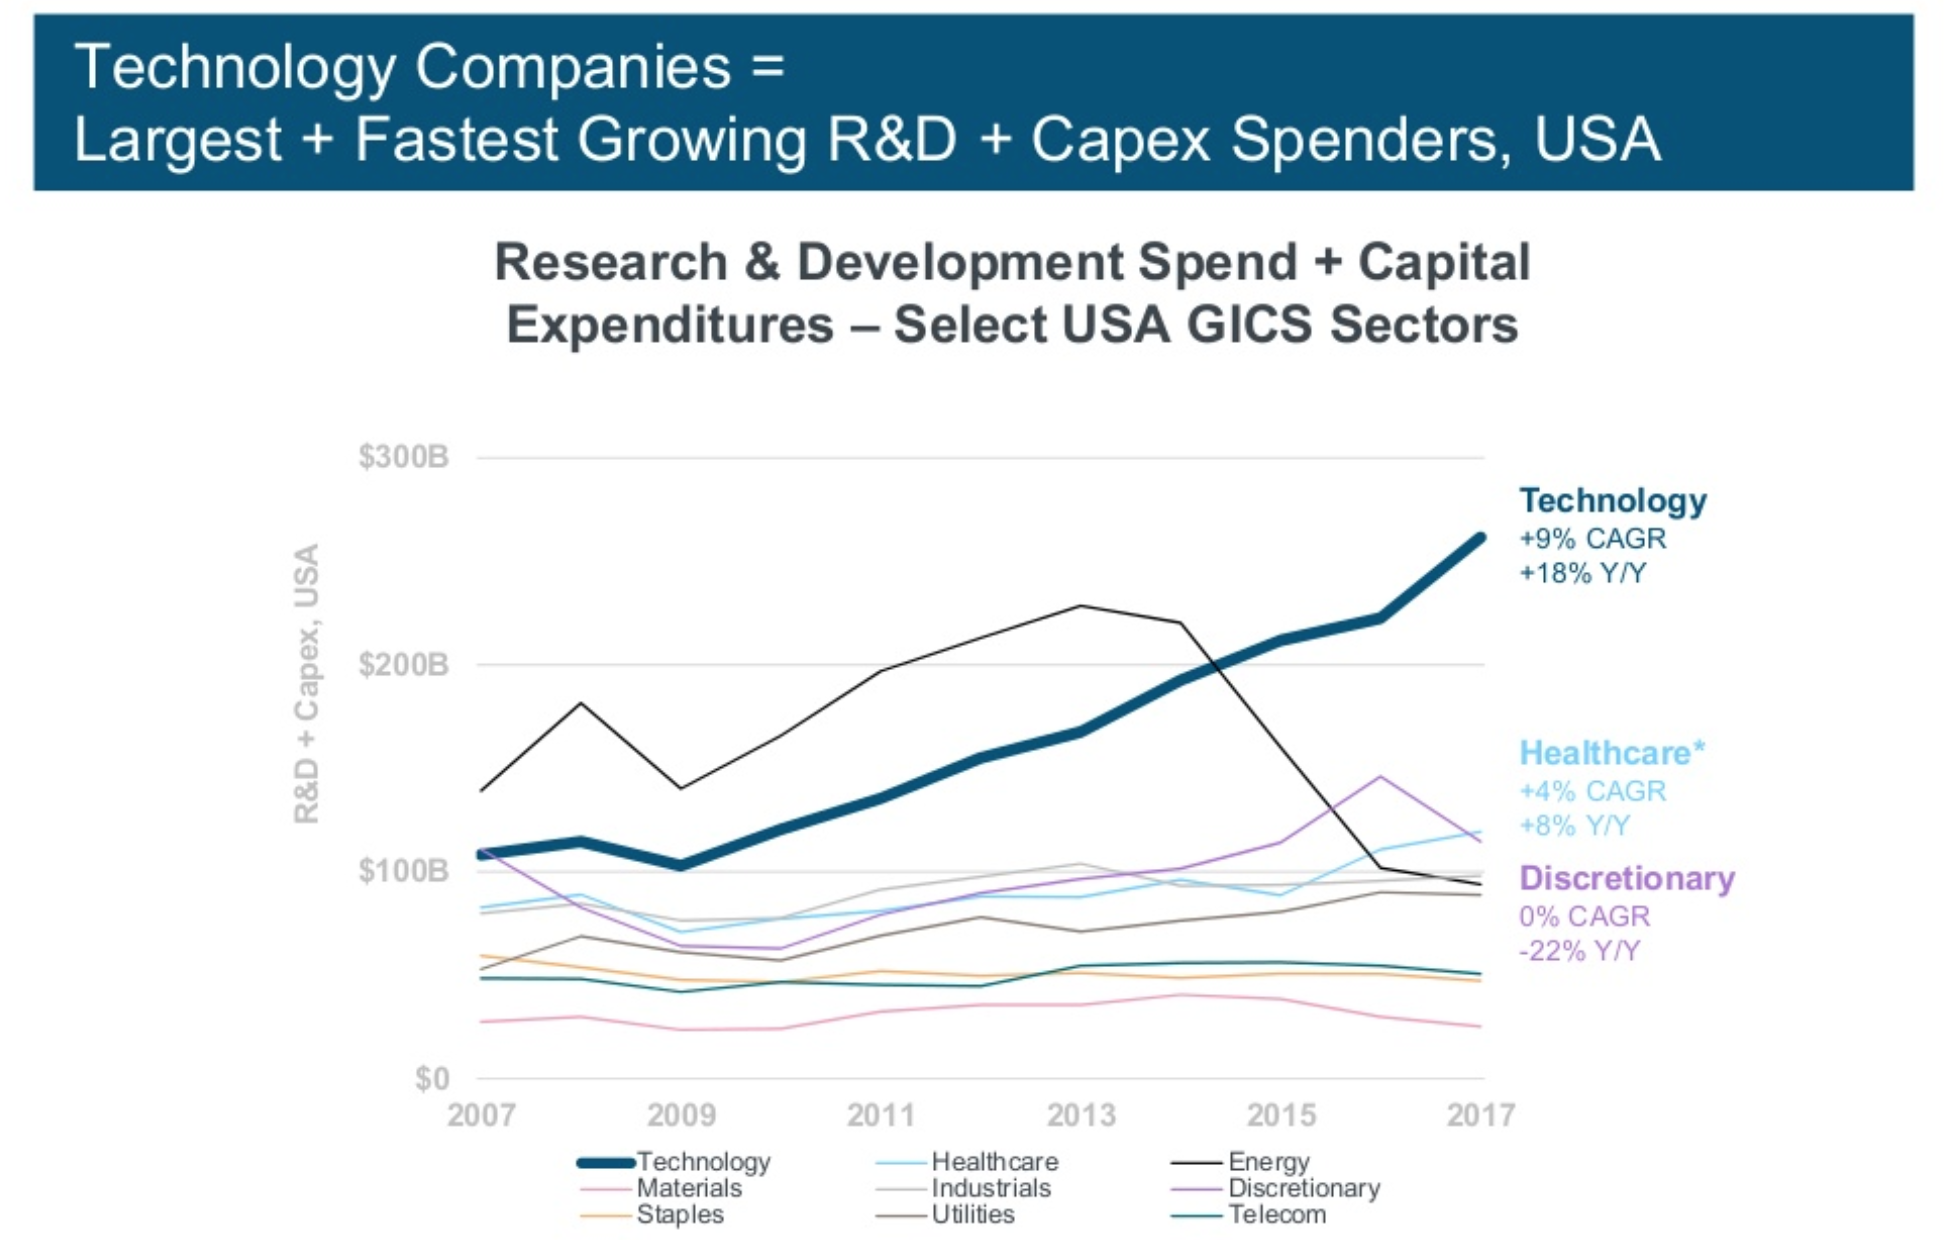 Technology Companies =
Largest + Fastest Growing R&D + Capex Spenders, USA
Research & Development Spend + Capital
Expenditures – Select USA GICS Sectors
R&D + Capex, USA
$300B
$200B
$100B
$0
2007 2009 2011 2013 2015 2017
Technology
+9% CAGR
+18% Y/Y
Healthcare*
+4% CAGR
+8% Y/Y
Discretionary
0% CAGR
-22% Y/Y
Technology Healthcare Energy
Materials Industrials Discretionary
Staples Utilities Telecom